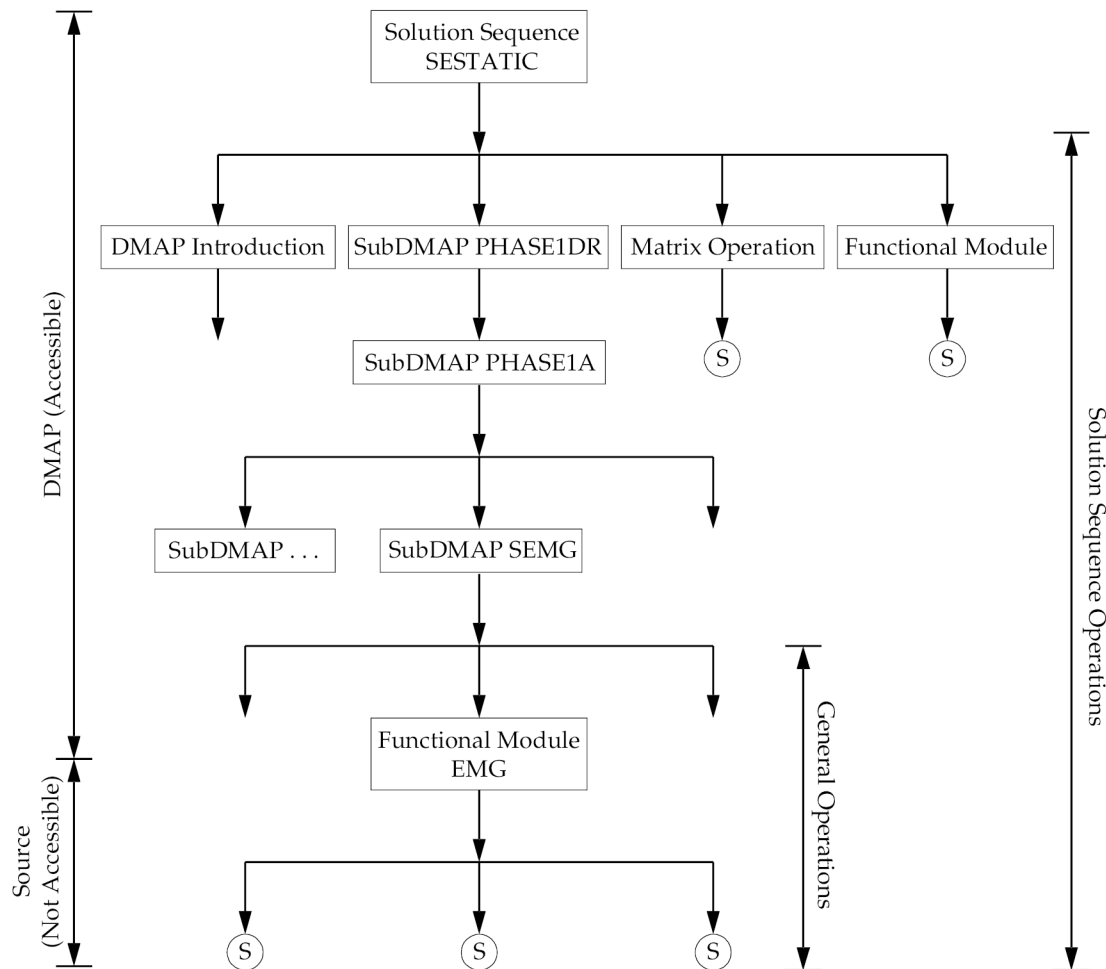 Solution Sequence
SESTATIC
DMAP Introduction
SubDMAP PHASE1DR
Matrix Operation
Functional Module
SubDMAP PHASE1A
S
S
DMAP (Accessible)
Solution Sequence Operations
SubDMAP . . .
SubDMAP SEMG
Functional Module
EMG
General Operations
Source
(Not Accessible)
S
S
S